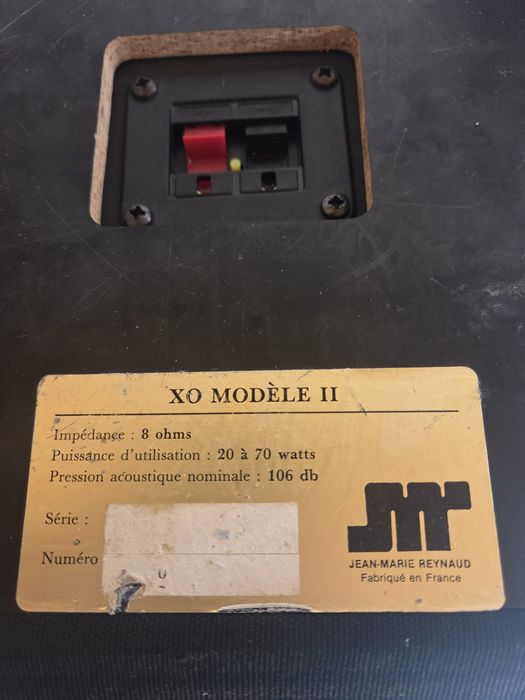 XO MODÈLE II
Impédance : 8 ohms
Puissance d'utilisation : 20 à 70 watts
Pression acoustique nominale : 106 db
Série :
Numéro
JMR
JEAN-MARIE REYNAUD
Fabriqué en France